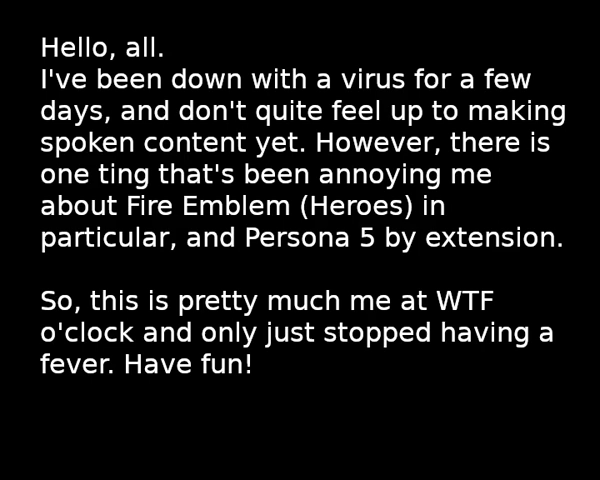 Hello, all.
I've been down with a virus for a few
days, and don't quite feel up to making
spoken content yet. However, there is
one ting that's been annoying me
about Fire Emblem (Heroes) in
particular, and Persona 5 by extension.
So, this is pretty much me at WTF
o'clock and only just stopped having a
fever. Have fun!